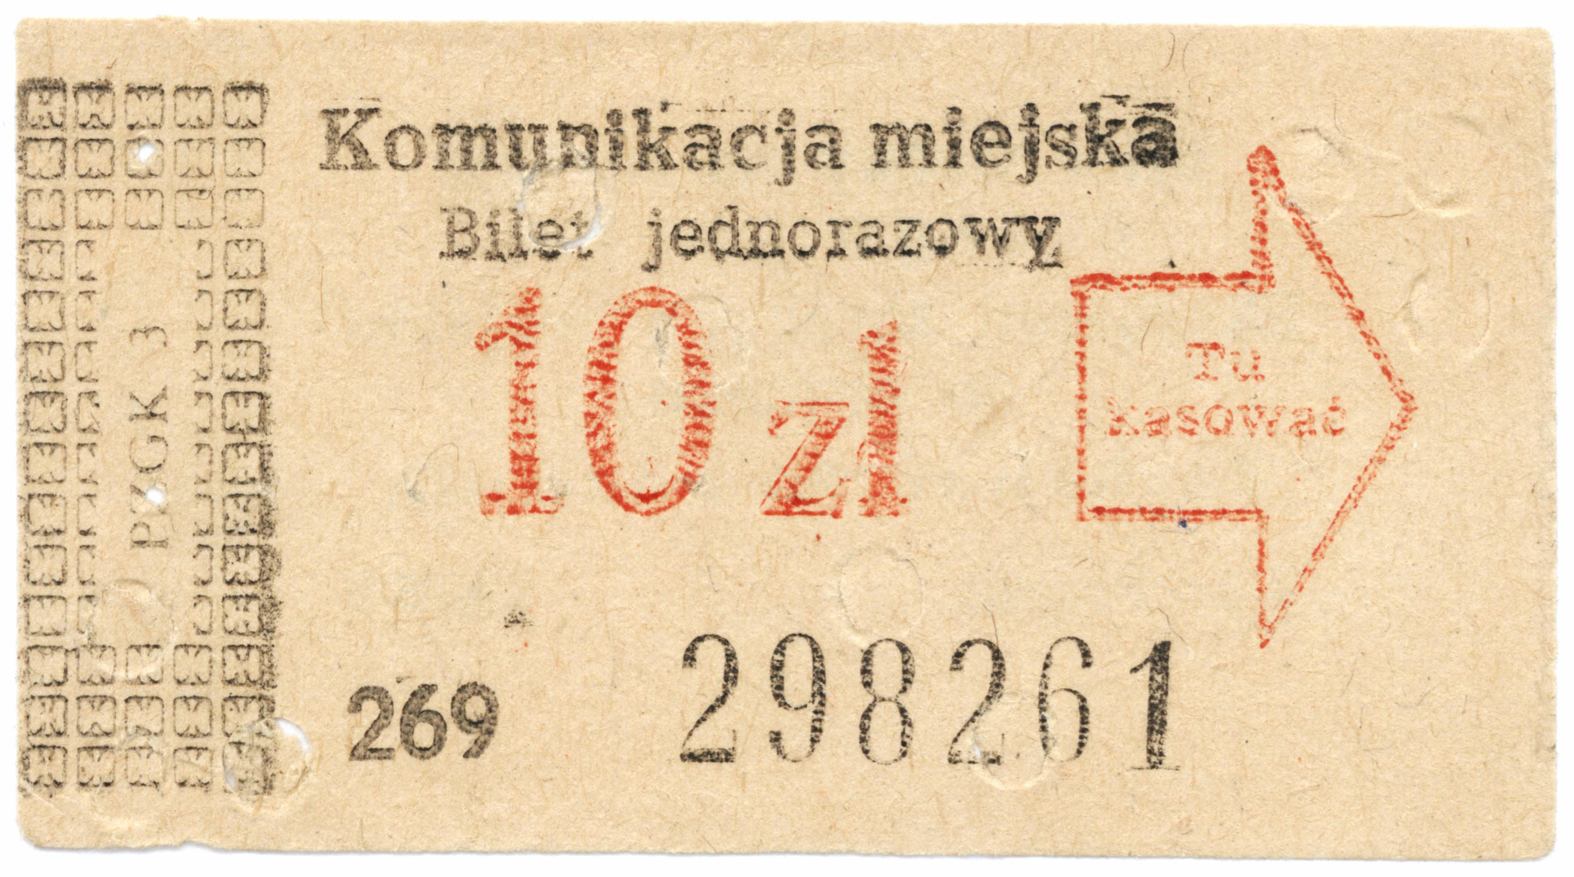 Komunikacja miejska
Bilet jednorazowy
10 zł
Tu
kasować
PZGK 3
269
298261